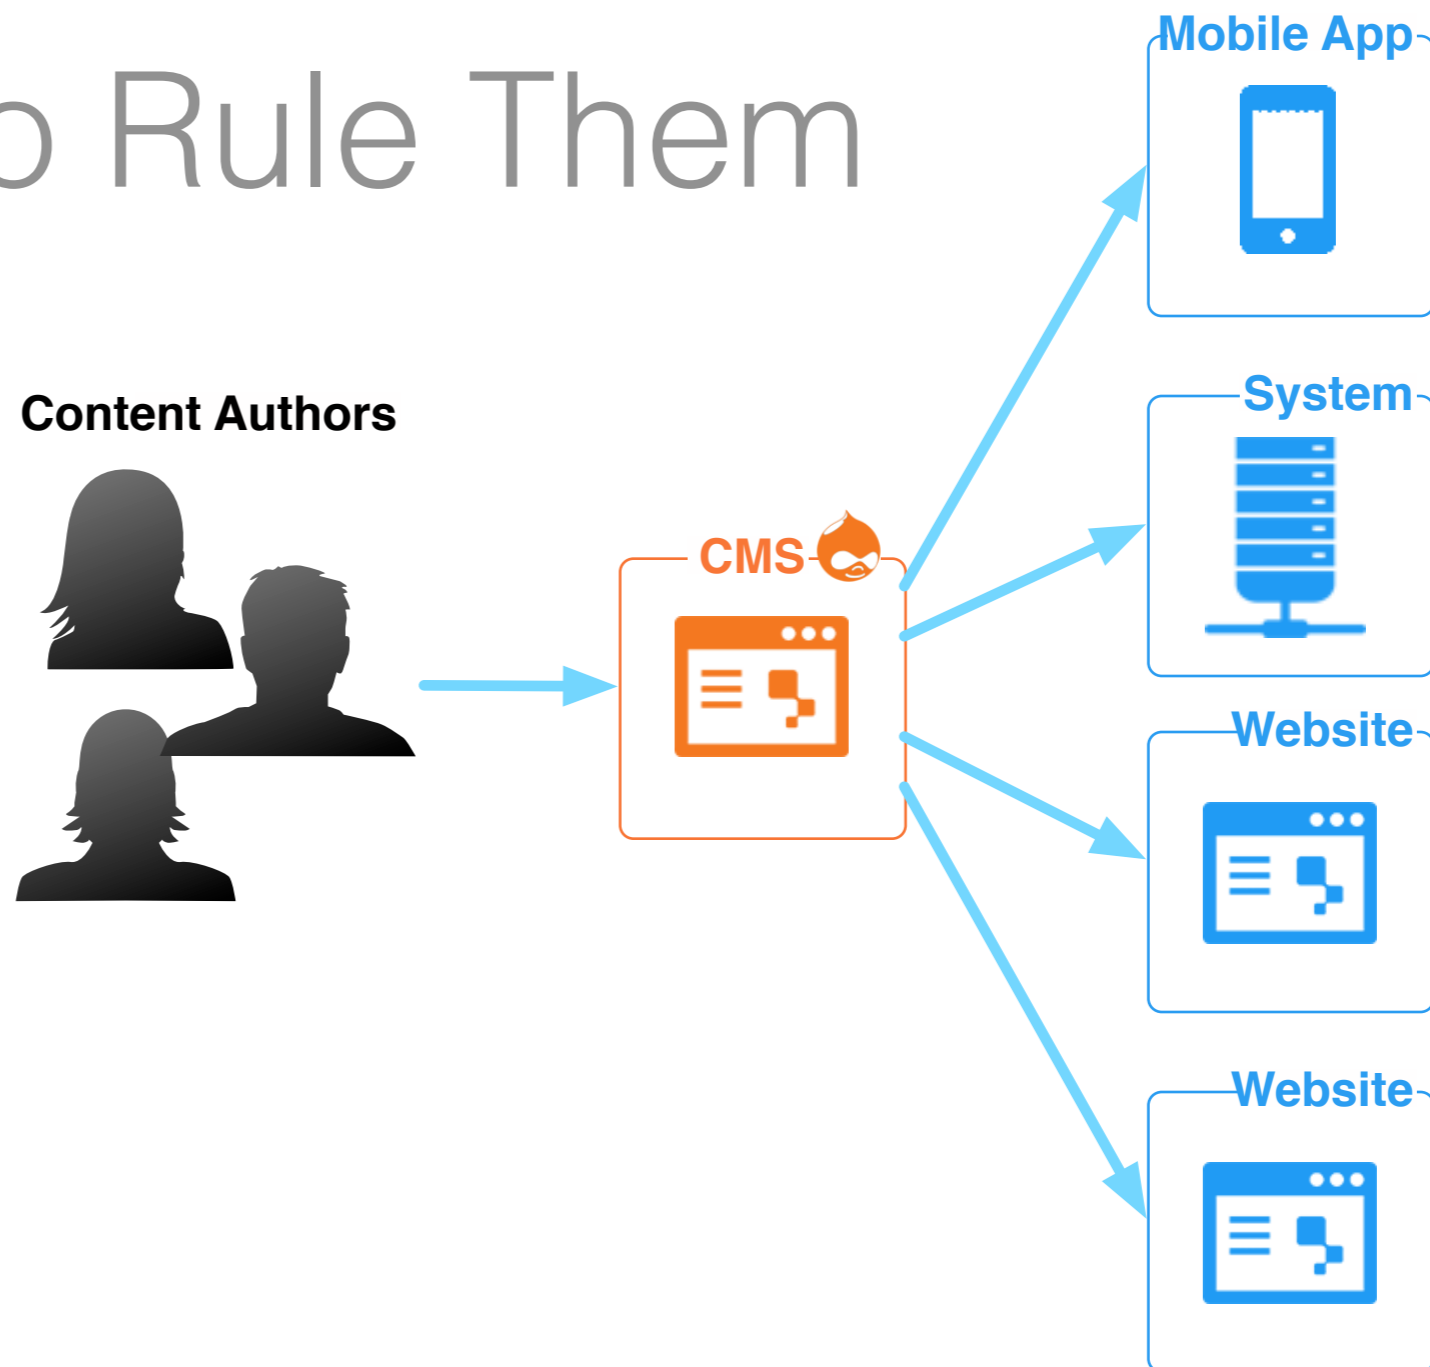 o Rule Them
Mobile App
Content Authors
System
CMS
Website
Website